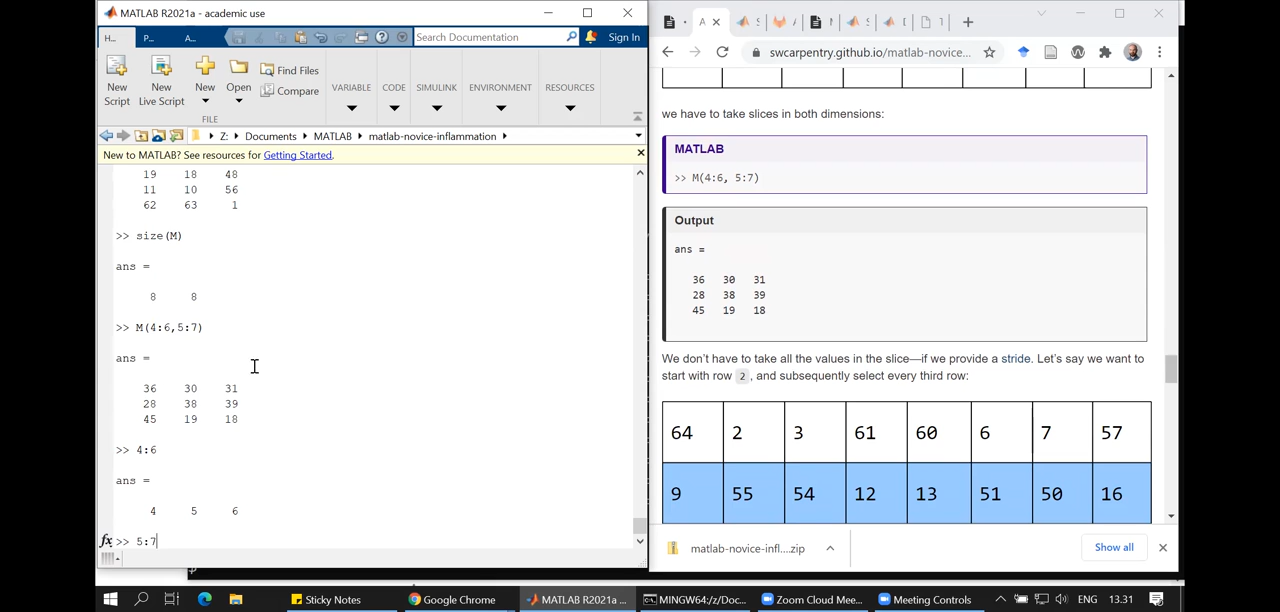 MATLAB R2021a - academic use
H...
P...
A...
Search Documentation
Sign In
New Script
New Live Script
New
Open
Find Files
Compare
VARIABLE
CODE
SIMULINK
ENVIRONMENT
RESOURCES
FILE
Z:
Documents
MATLAB
matlab-novice-inflammation
New to MATLAB? See resources for Getting Started.
19 18 48
11 10 56
62 63 1
>> size(M)
ans =
8 8
>> M(4:6,5:7)
ans =
36 30 31
28 38 39
45 19 18
>> 4:6
ans =
4 5 6
fx >> 5:7
swcarpentry.github.io/matlab-novice...
we have to take slices in both dimensions:
MATLAB
>> M(4:6, 5:7)
Output
ans =
36 30 31
28 38 39
45 19 18
We don't have to take all the values in the slice—if we provide a stride. Let's say we want to
start with row 2 , and subsequently select every third row:
64 2 3 61 60 6 7 57
9 55 54 12 13 51 50 16
matlab-novice-infl....zip
Show all
Sticky Notes
Google Chrome
MATLAB R2021a ...
MINGW64:/z/Doc...
Zoom Cloud Mee...
Meeting Controls
ENG
13.31